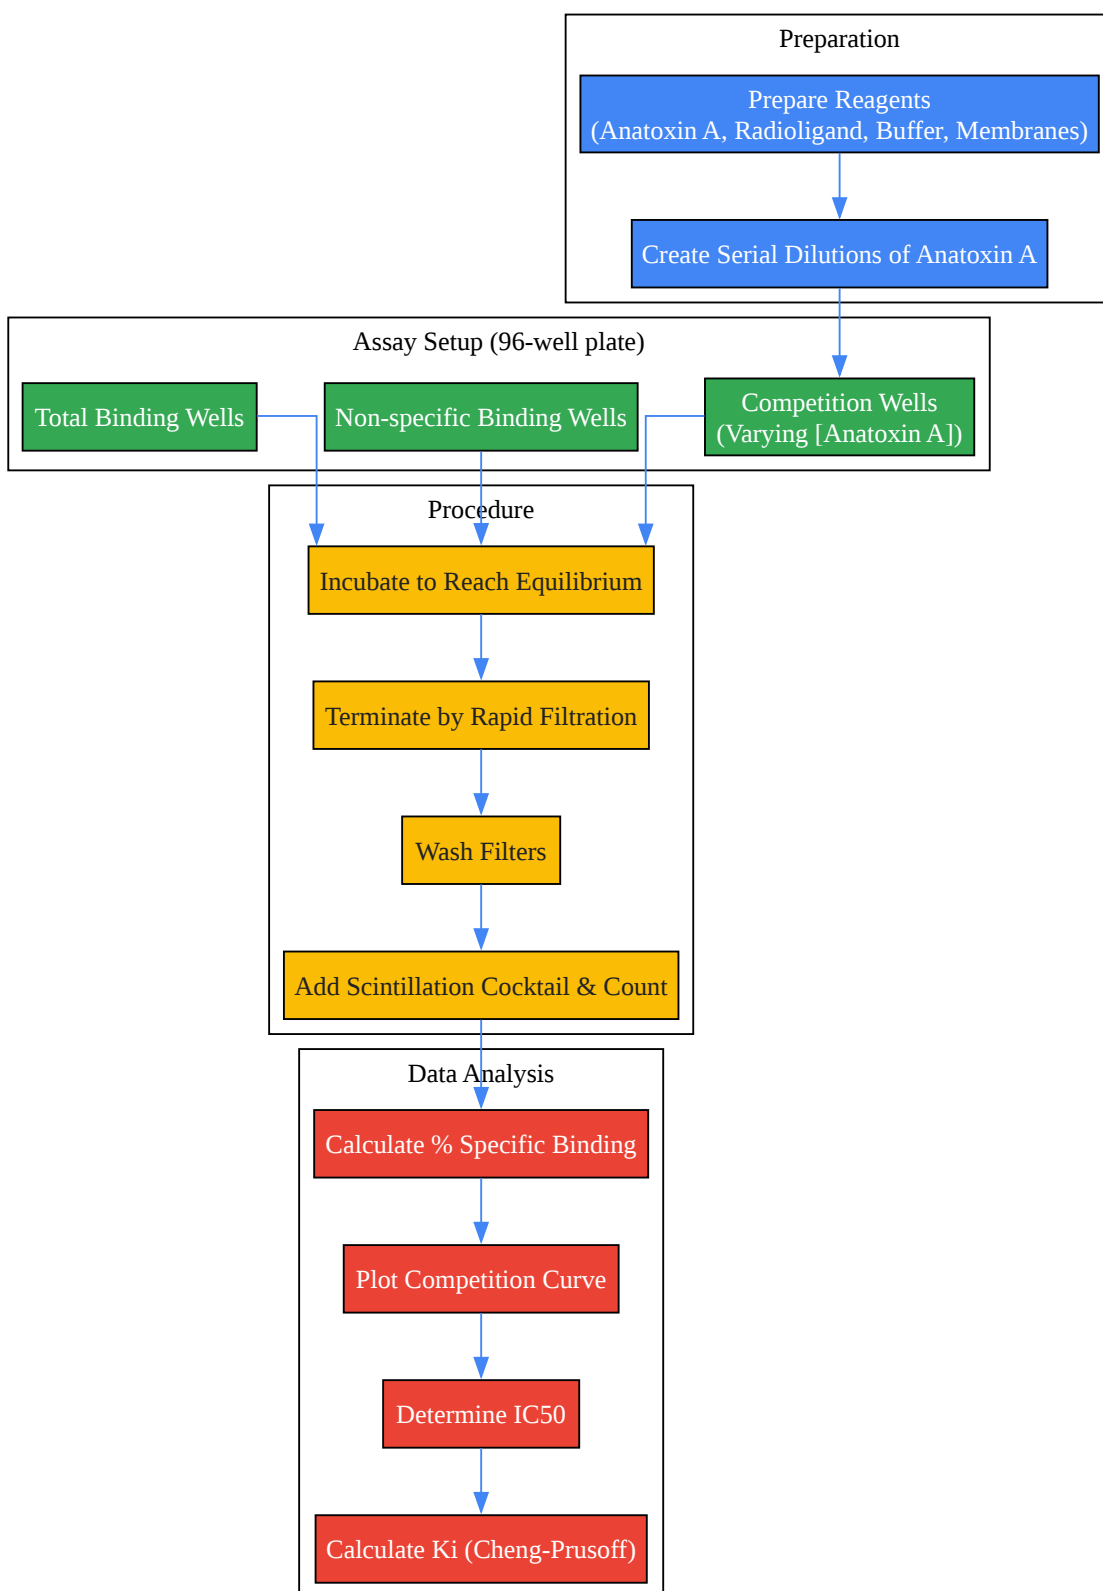 Preparation
Prepare Reagents
(Anatoxin A, Radioligand, Buffer, Membranes)
Create Serial Dilutions of Anatoxin A
Assay Setup (96-well plate)
Total Binding Wells
Non-specific Binding Wells
Competition Wells
(Varying [Anatoxin A])
Procedure
Incubate to Reach Equilibrium
Terminate by Rapid Filtration
Wash Filters
Add Scintillation Cocktail & Count
Data Analysis
Calculate % Specific Binding
Plot Competition Curve
Determine IC50
Calculate Ki (Cheng-Prusoff)